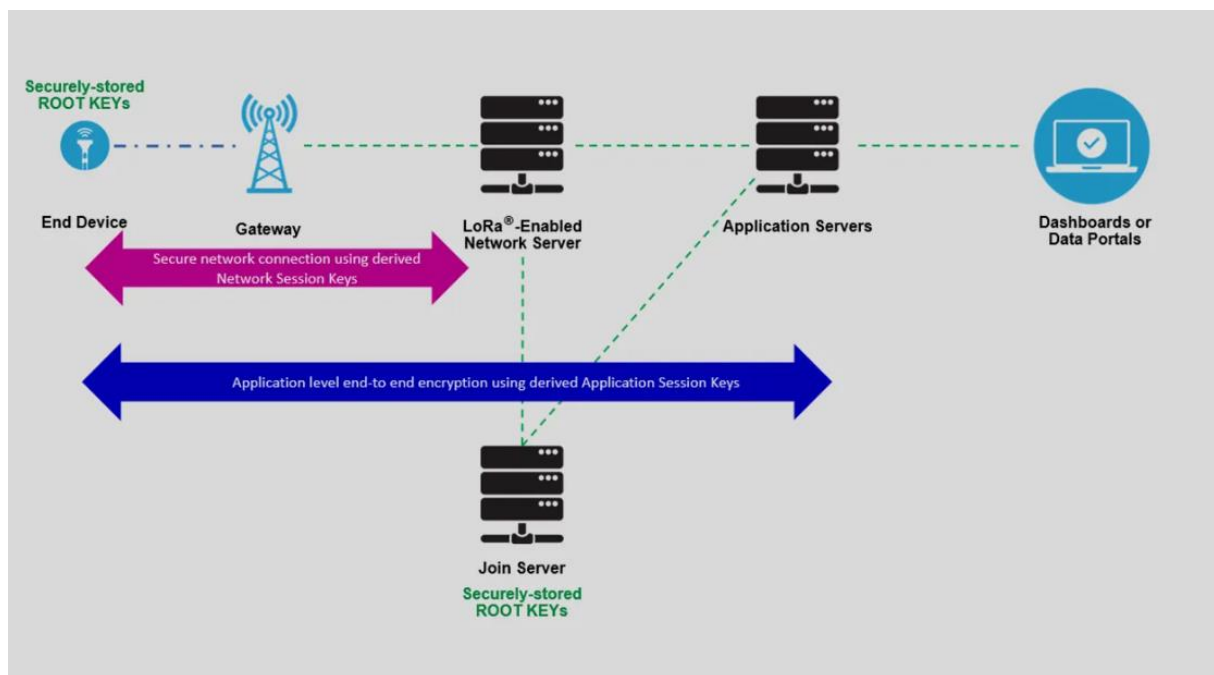 Securely-stored
ROOT KEYs
End Device
Gateway
LoRa®-Enabled
Network Server
Application Servers
Dashboards or
Data Portals
Secure network connection using derived
Network Session Keys
Application level end-to end encryption using derived Application Session Keys
Join Server
Securely-stored
ROOT KEYs